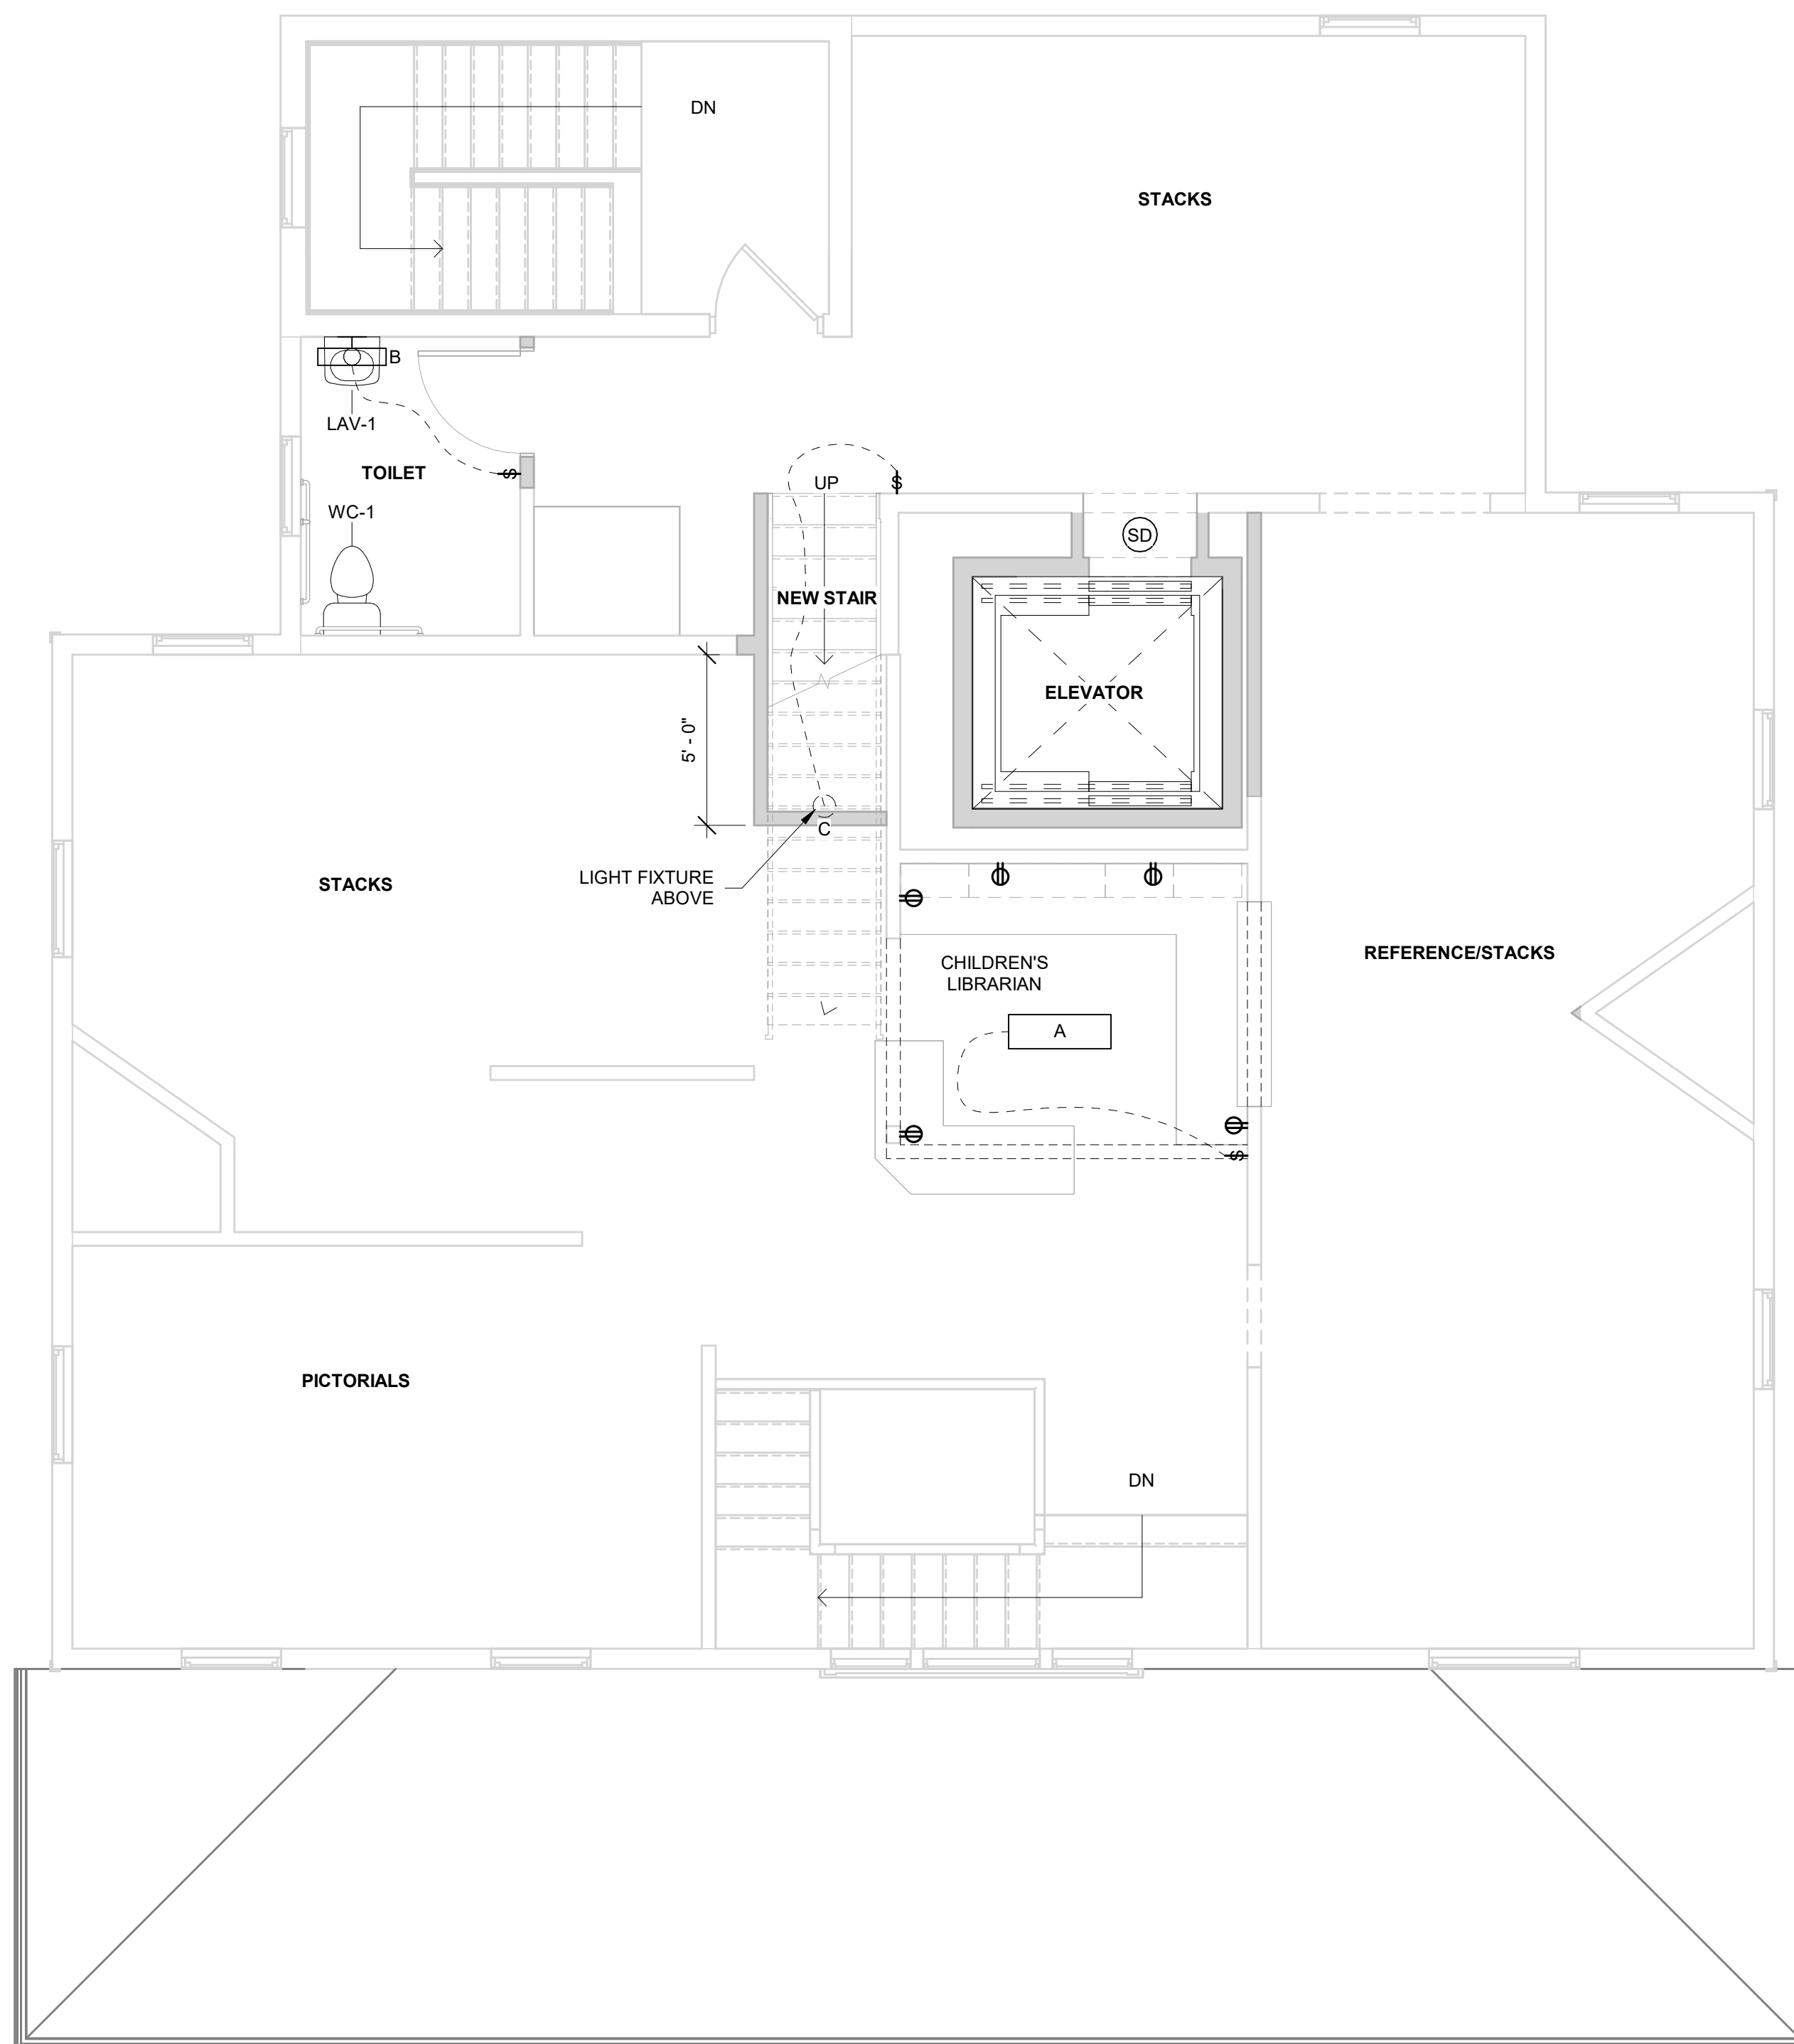 DN
STACKS
B
LAV-1
TOILET
$
UP
$
WC-1
SD
NEW STAIR
ELEVATOR
5' - 0"
C
LIGHT FIXTURE
ABOVE
STACKS
REFERENCE/STACKS
CHILDREN'S
LIBRARIAN
A
$
PICTORIALS
DN